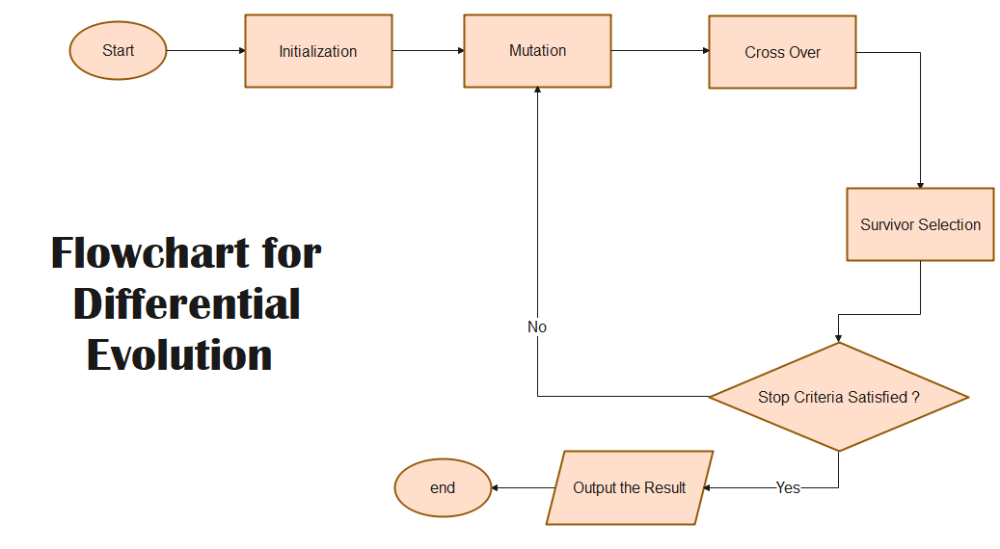 Start
Initialization
Mutation
Cross Over
Survivor Selection
Flowchart for
Differential
Evolution
No
Stop Criteria Satisfied ?
Yes
Output the Result
end